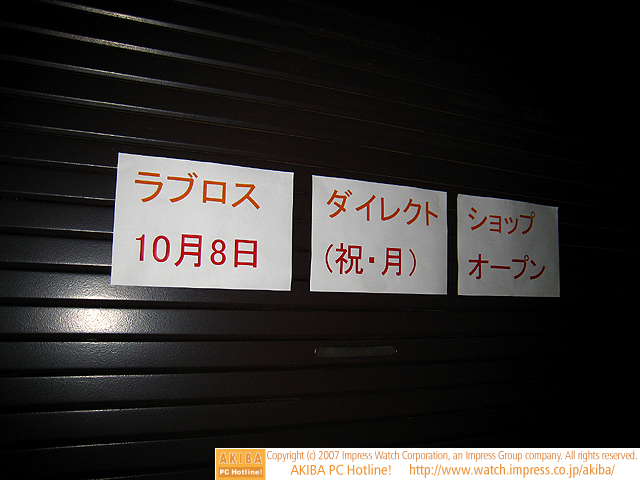 ラブロス ダイレクト ショップ
10月8日 (祝・月) オープン
AKIBA PC Hotline!
Copyright (c) 2007 Impress Watch Corporation, an Impress Group company. All rights reserved.
AKIBA PC Hotline! http://www.watch.impress.co.jp/akiba/